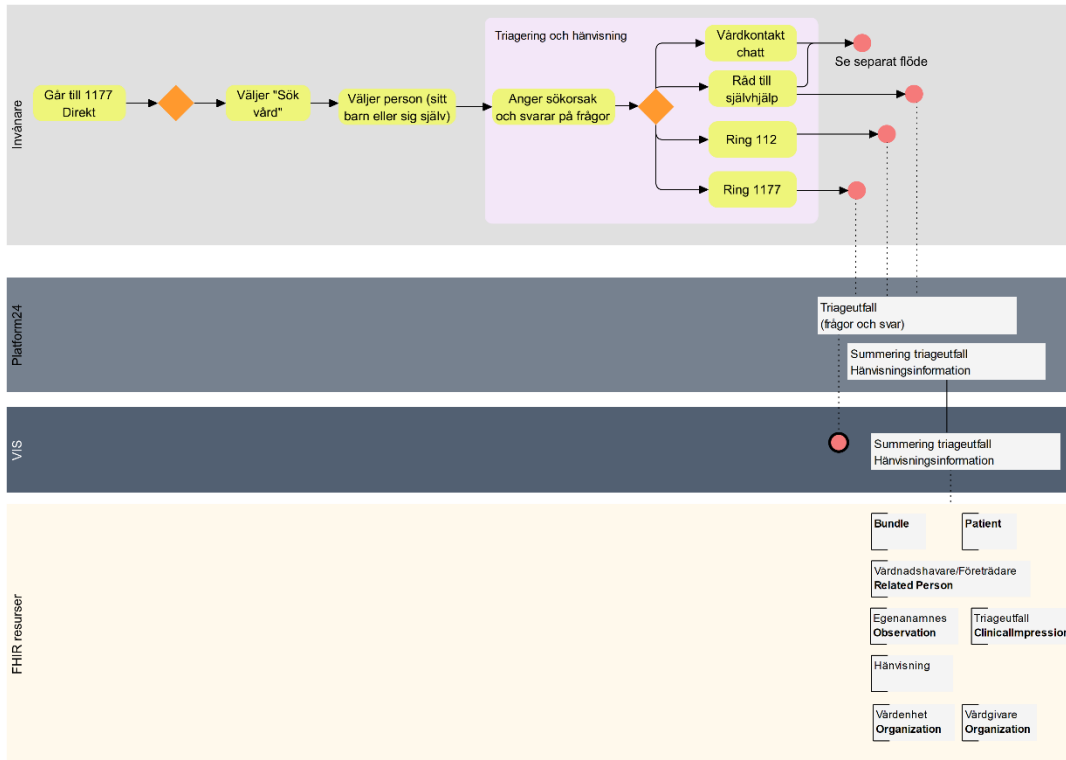 Invånare
Går till 1177
Direkt
Väljer "Sök
vård"
Väljer person (sitt
barn eller sig själv)
Triagering och hänvisning
Anger sökorsak
och svarar på frågor
Vårdkontakt
chatt
Råd till
självhjälp
Ring 112
Ring 1177
Se separat flöde
Platform24
Triageutfall
(frågor och svar)
Summering triageutfall
Hänvisningsinformation
VIS
Summering triageutfall
Hänvisningsinformation
FHIR resurser
Bundle
Patient
Vårdnadshavare/Företrädare
Related Person
Egenanamnes
Observation
Triageutfall
ClinicalImpression
Hänvisning
Vårdenhet
Organization
Vårdgivare
Organization